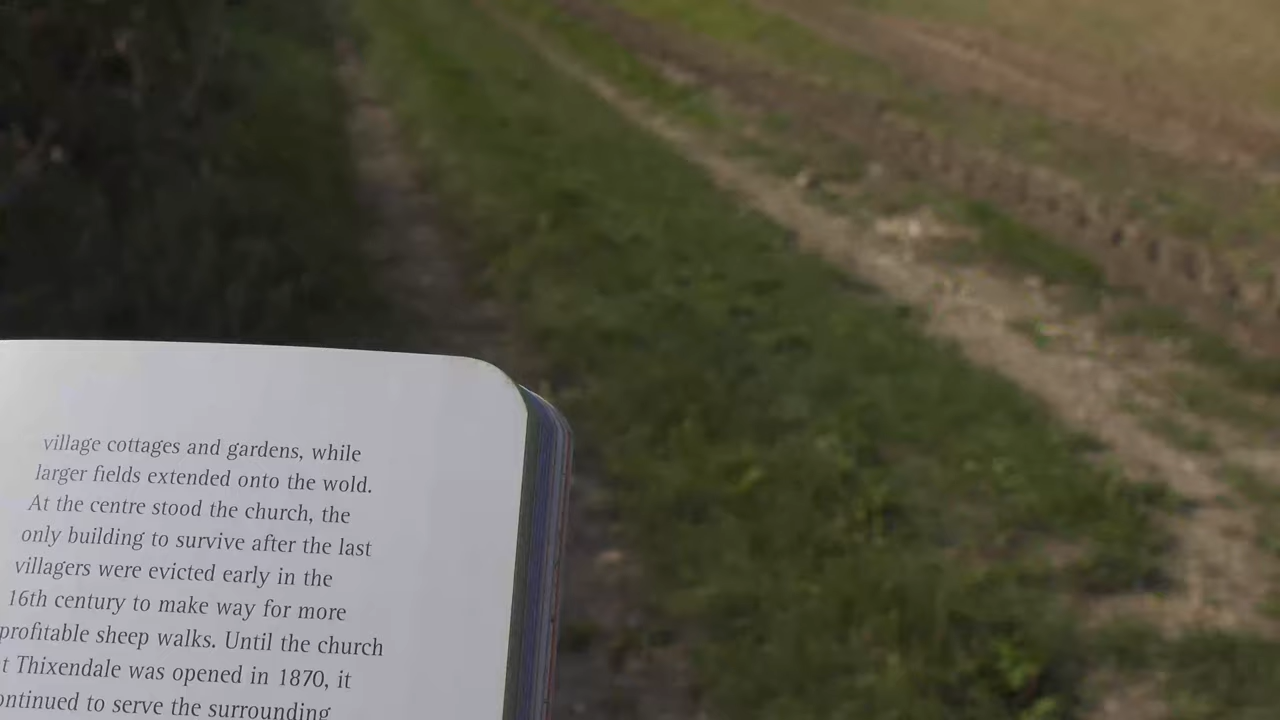 village cottages and gardens, while
larger fields extended onto the wold.
At the centre stood the church, the
only building to survive after the last
villagers were evicted early in the
16th century to make way for more
profitable sheep walks. Until the church
t Thixendale was opened in 1870, it
ontinued to serve the surrounding